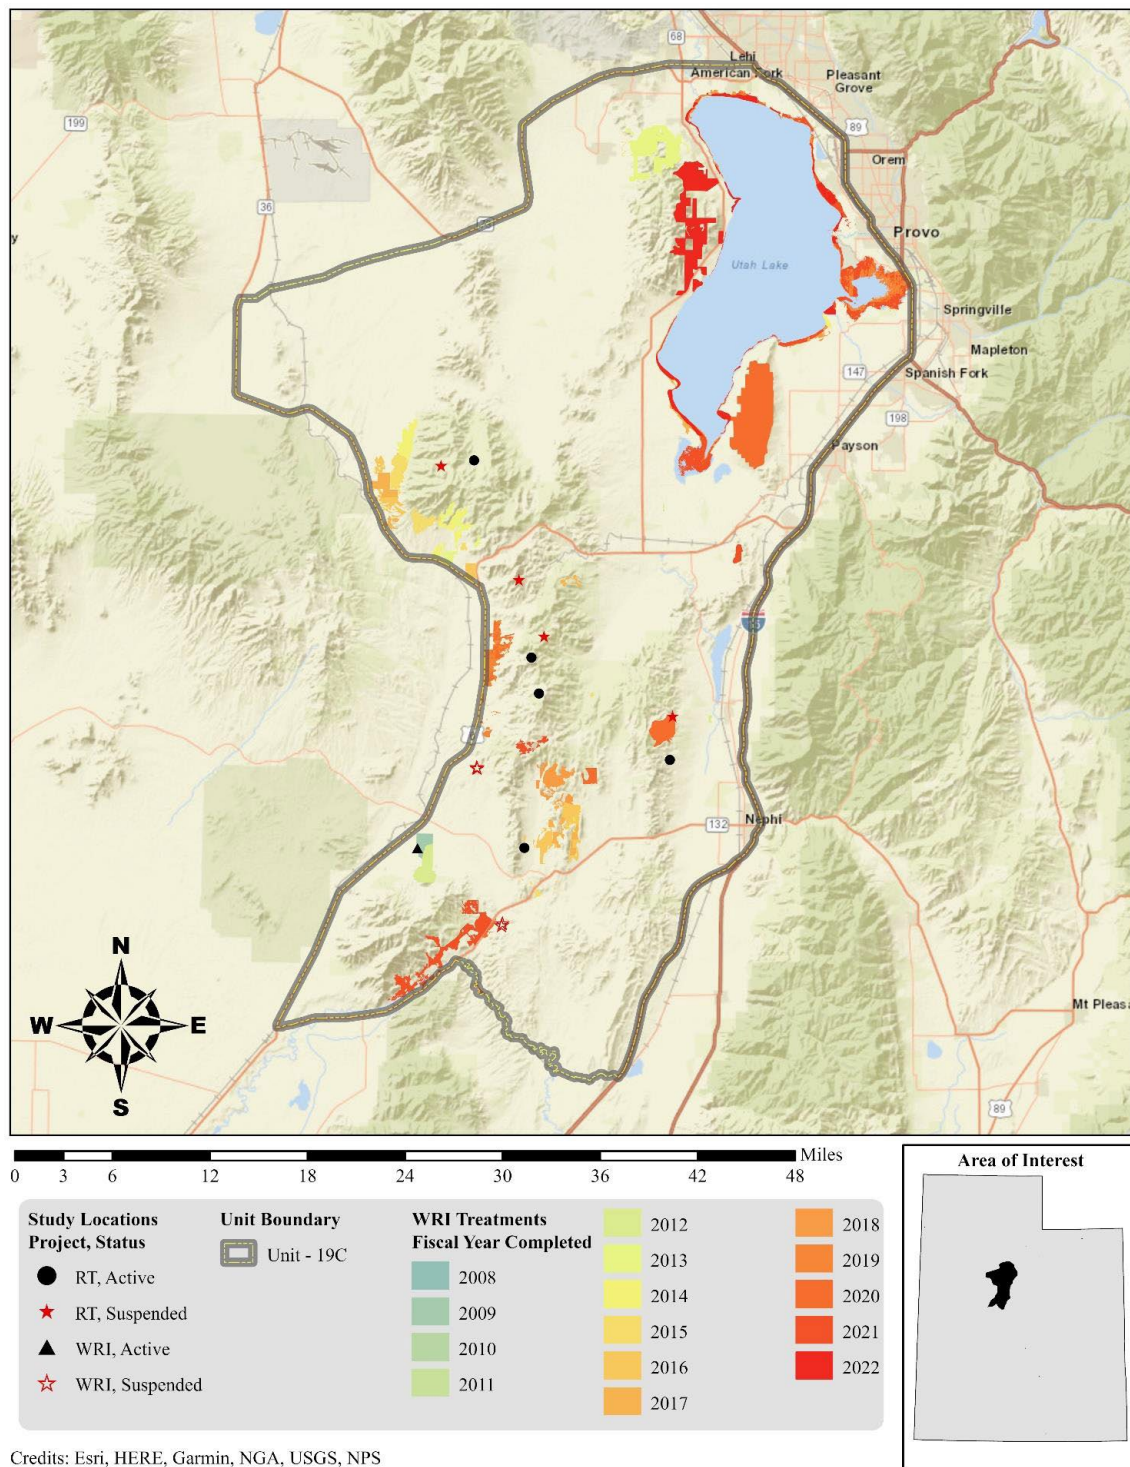 68
Lehi
American Fork
Pleasant
Grove
199
89
Orem
36
Provo
Utah Lake
Springville
Mapleton
147
Spanish Fork
198
Payson
132
Nephi
N
W
E
S
Mt Pleas
89
Miles
0 3 6 12 18 24 30 36 42 48
Study Locations
Project, Status
RT, Active
RT, Suspended
WRI, Active
WRI, Suspended
Unit Boundary
Unit - 19C
WRI Treatments
Fiscal Year Completed
2008
2009
2010
2011
2012
2013
2014
2015
2016
2017
2018
2019
2020
2021
2022
Area of Interest
Credits: Esri, HERE, Garmin, NGA, USGS, NPS